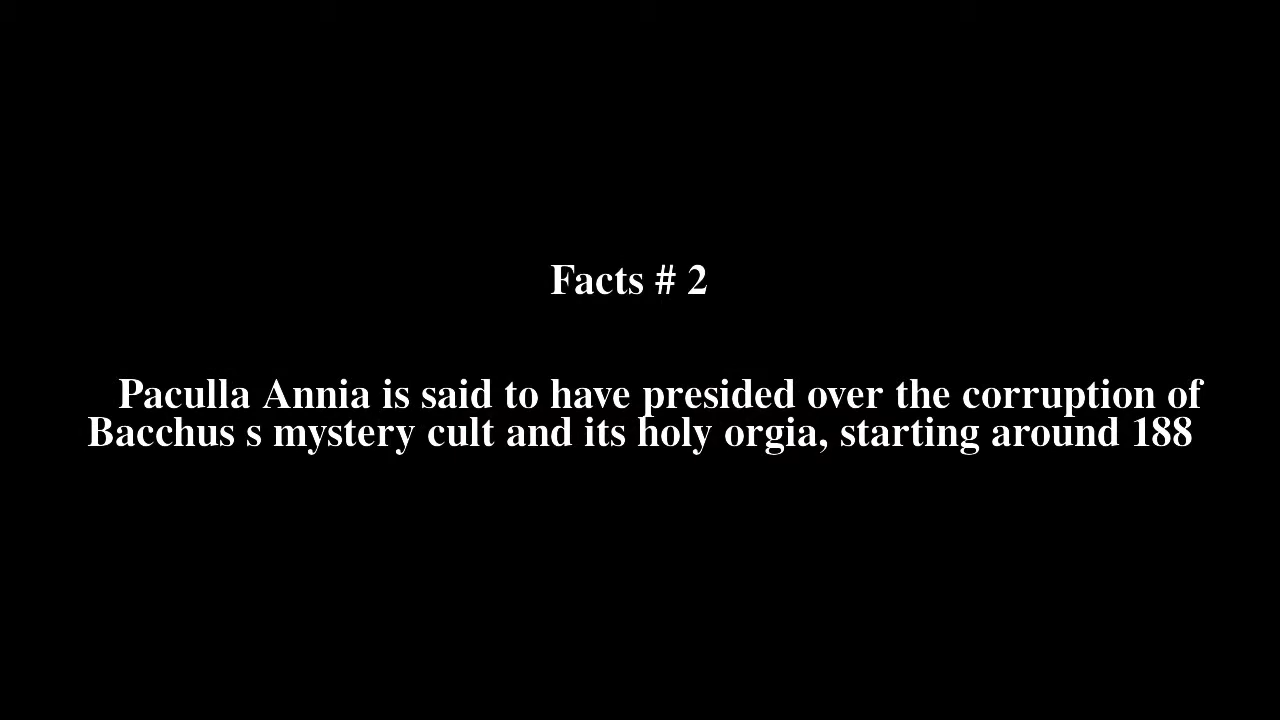 Facts # 2
Paculla Annia is said to have presided over the corruption of
Bacchus s mystery cult and its holy orgia, starting around 188